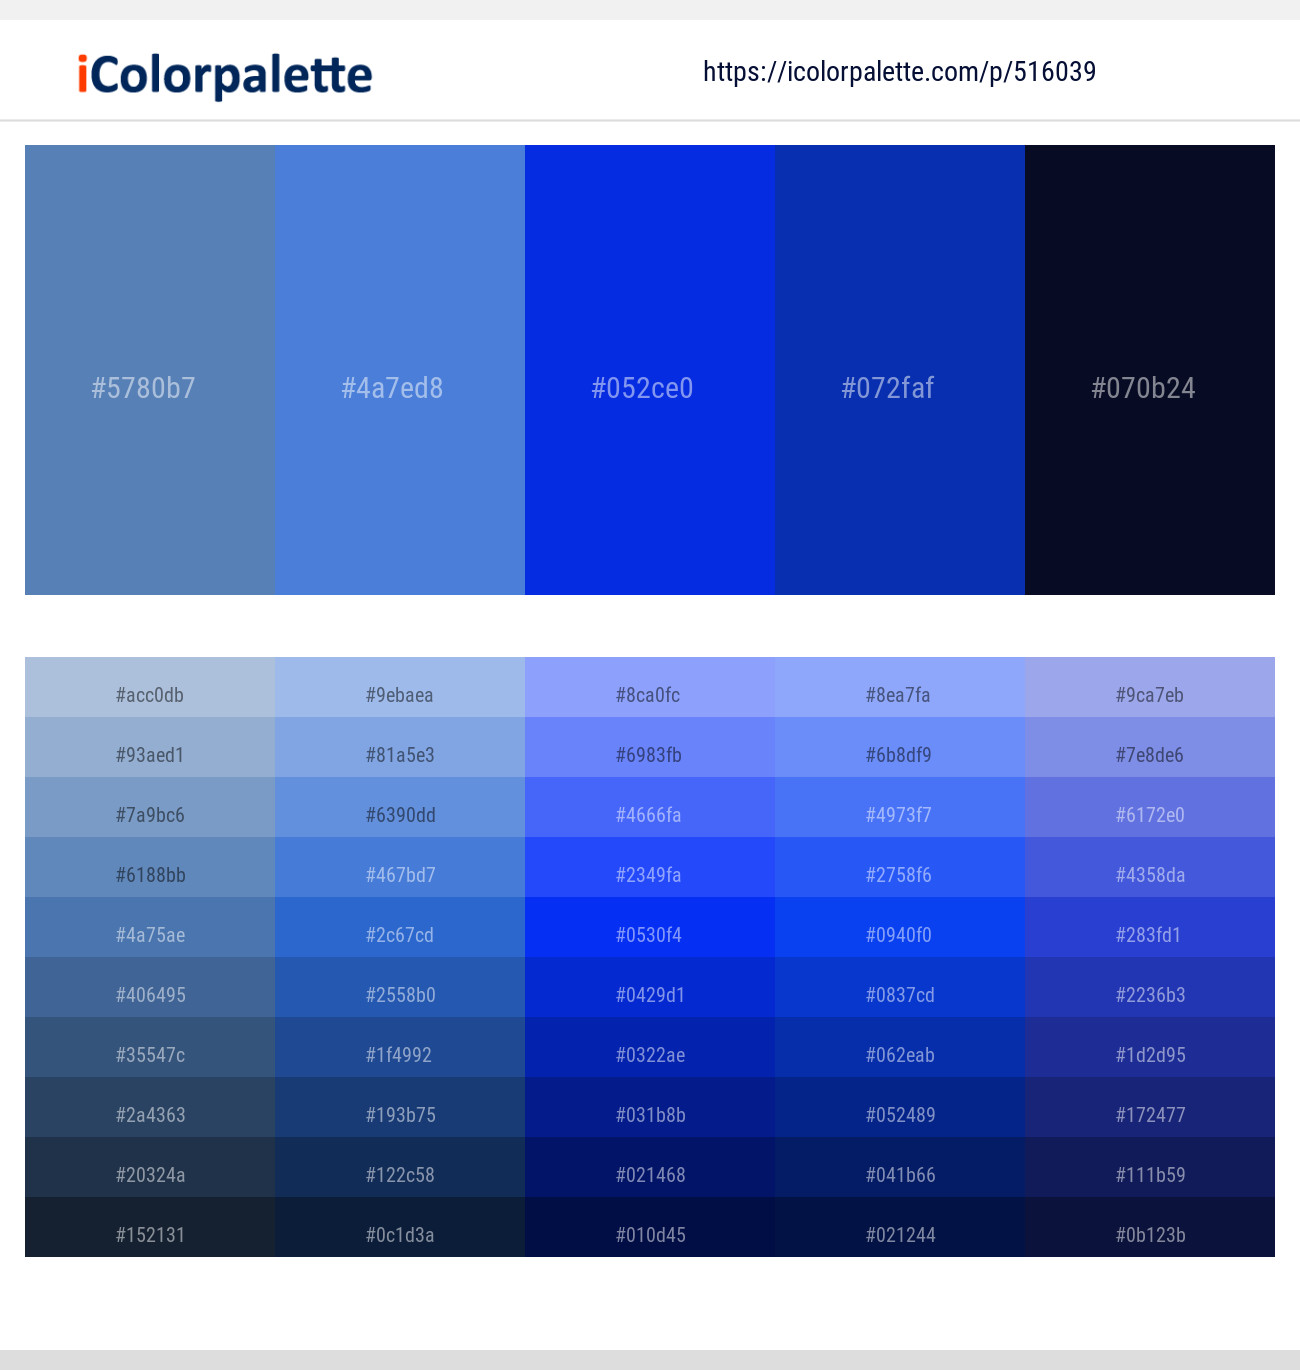 iColorpalette
https://icolorpalette.com/p/516039
#5780b7 #4a7ed8 #052ce0 #072faf #070b24
#acc0db #9ebaea #8ca0fc #8ea7fa #9ca7eb
#93aed1 #81a5e3 #6983fb #6b8df9 #7e8de6
#7a9bc6 #6390dd #4666fa #4973f7 #6172e0
#6188bb #467bd7 #2349fa #2758f6 #4358da
#4a75ae #2c67cd #0530f4 #0940f0 #283fd1
#406495 #2558b0 #0429d1 #0837cd #2236b3
#35547c #1f4992 #0322ae #062eab #1d2d95
#2a4363 #193b75 #031b8b #052489 #172477
#20324a #122c58 #021468 #041b66 #111b59
#152131 #0c1d3a #010d45 #021244 #0b123b